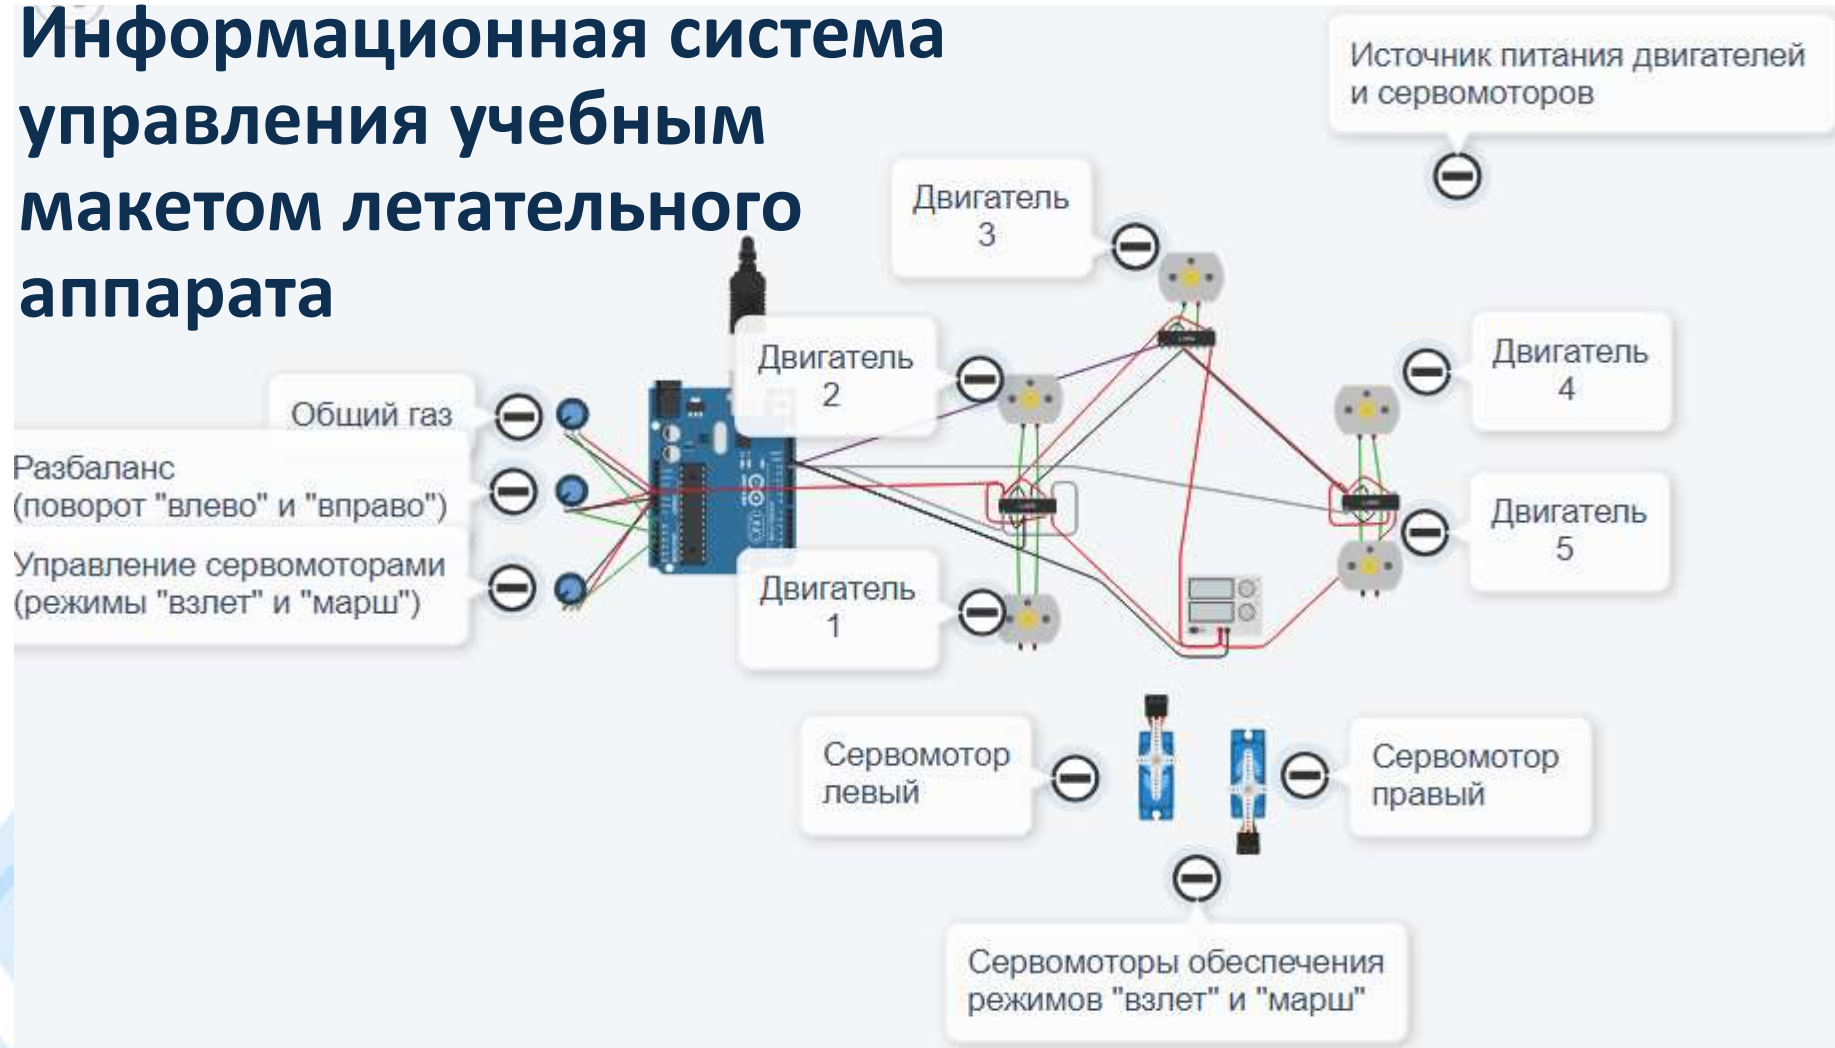 Информационная система
управления учебным
макетом летательного
аппарата
Источник питания двигателей
и сервомоторов
Двигатель
3
Двигатель
2
Двигатель
4
Общий газ
Разбаланс
(поворот "влево" и "вправо")
Двигатель
5
Управление сервомоторами
(режимы "взлет" и "марш")
Двигатель
1
Сервомотор
левый
Сервомотор
правый
Сервомоторы обеспечения
режимов "взлет" и "марш"